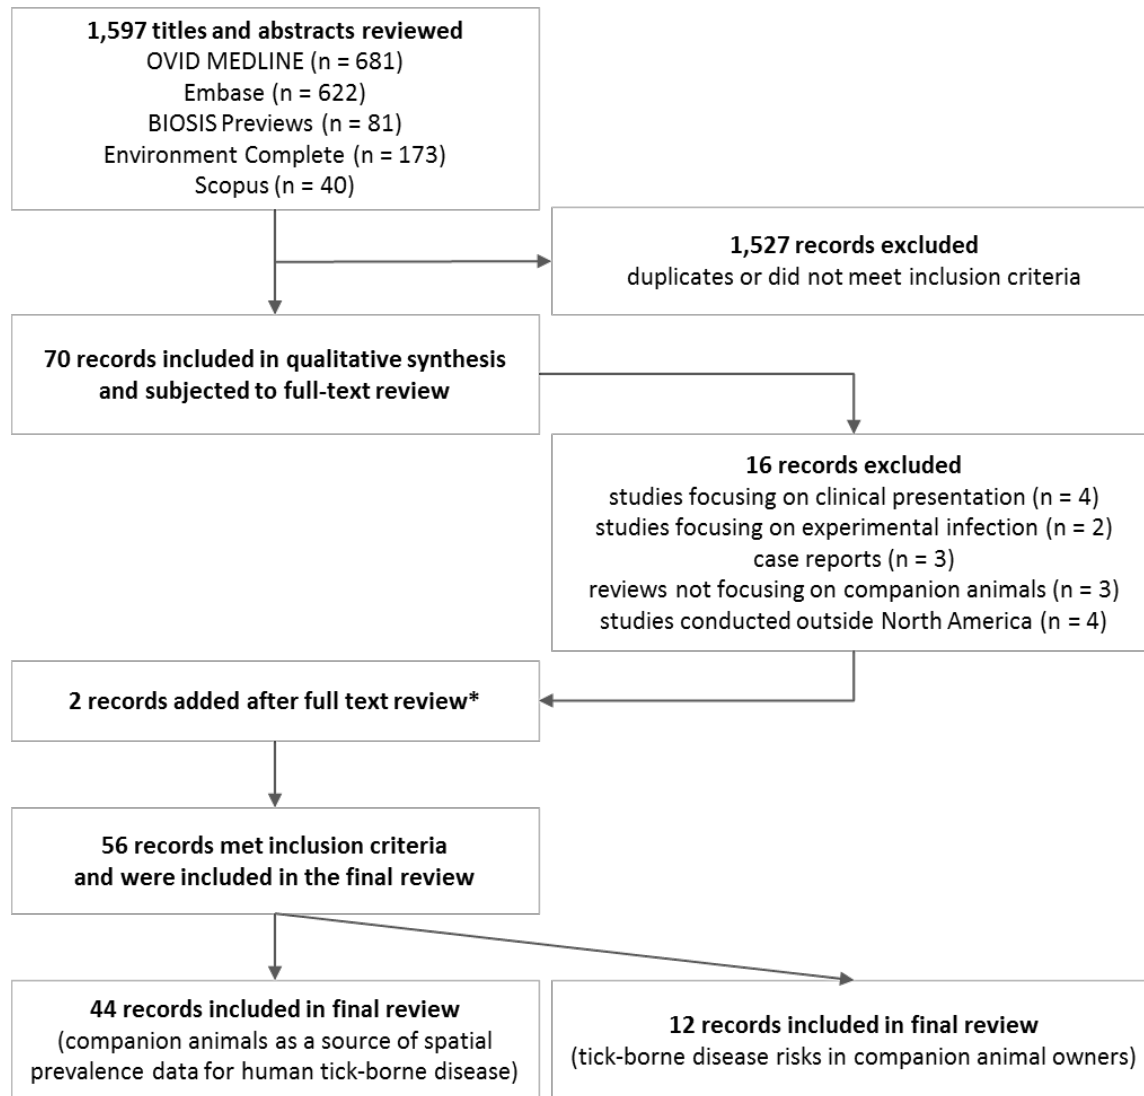 1,597 titles and abstracts reviewed
OVID MEDLINE (n = 681)
Embase (n = 622)
BIOSIS Previews (n = 81)
Environment Complete (n = 173)
Scopus (n = 40)
1,527 records excluded
duplicates or did not meet inclusion criteria
70 records included in qualitative synthesis
and subjected to full-text review
16 records excluded
studies focusing on clinical presentation (n = 4)
studies focusing on experimental infection (n = 2)
case reports (n = 3)
reviews not focusing on companion animals (n = 3)
studies conducted outside North America (n = 4)
2 records added after full text review*
56 records met inclusion criteria
and were included in the final review
44 records included in final review
(companion animals as a source of spatial
prevalence data for human tick-borne disease)
12 records included in final review
(tick-borne disease risks in companion animal owners)